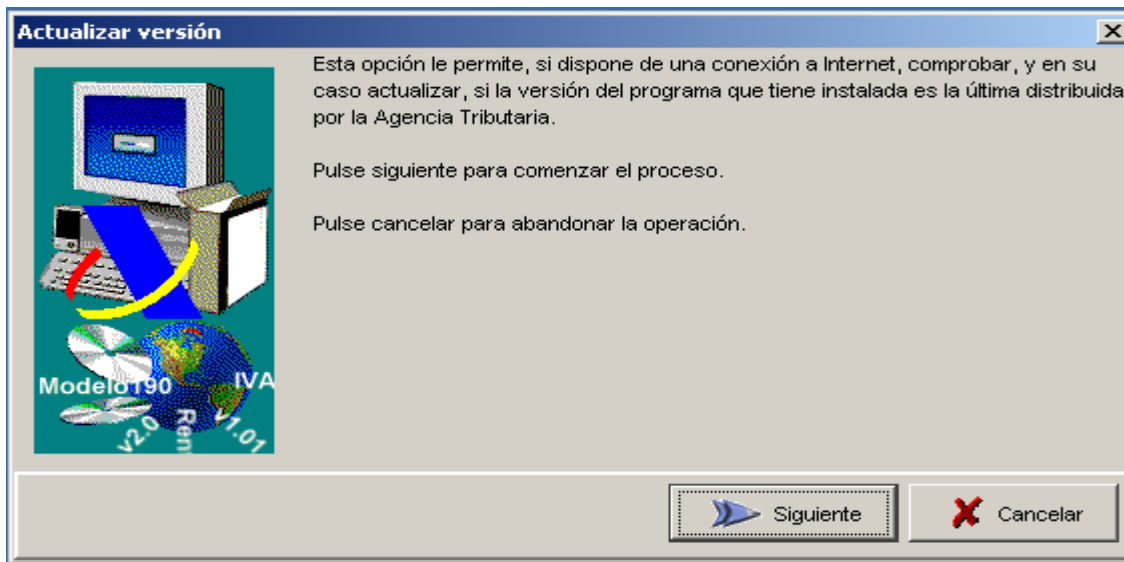 Actualizar versión
Esta opción le permite, si dispone de una conexión a Internet, comprobar, y en su
caso actualizar, si la versión del programa que tiene instalada es la última distribuida
por la Agencia Tributaria.
Pulse siguiente para comenzar el proceso.
Pulse cancelar para abandonar la operación.
Modelo190
IVA
v2.0
Ren
v1.01
Siguiente
Cancelar